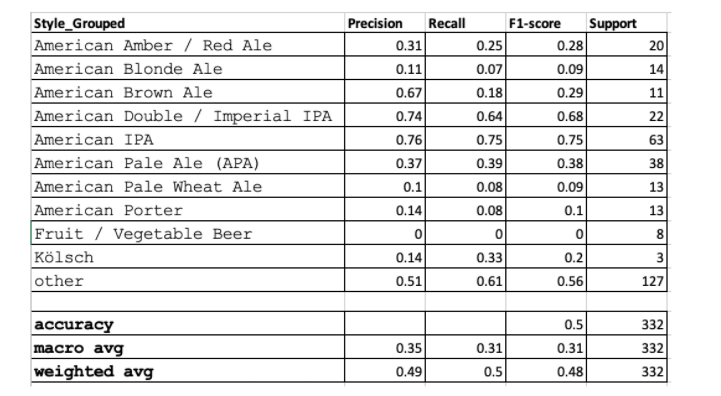 Style_Grouped Precision Recall F1-score Support
American Amber / Red Ale 0.31 0.25 0.28 20
American Blonde Ale 0.11 0.07 0.09 14
American Brown Ale 0.67 0.18 0.29 11
American Double / Imperial IPA 0.74 0.64 0.68 22
American IPA 0.76 0.75 0.75 63
American Pale Ale (APA) 0.37 0.39 0.38 38
American Pale Wheat Ale 0.1 0.08 0.09 13
American Porter 0.14 0.08 0.1 13
Fruit / Vegetable Beer 0 0 0 8
Kölsch 0.14 0.33 0.2 3
other 0.51 0.61 0.56 127
accuracy 0.5 332
macro avg 0.35 0.31 0.31 332
weighted avg 0.49 0.5 0.48 332